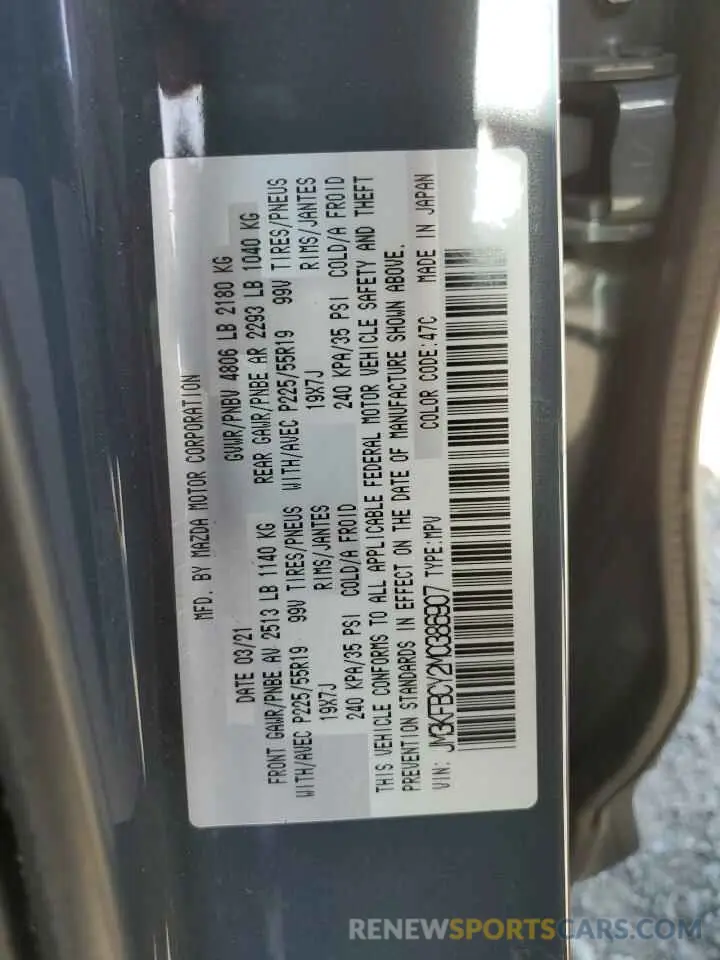 MFD. BY MAZDA MOTOR CORPORATION
DATE 03/21 GVWR/PNBV 4806 LB 2180 KG
FRONT GAWR/PNBE AV 2513 LB 1140 KG REAR GAWR/PNBE AR 2293 LB 1040 KG
WITH/AVEC P225/55R19 99V TIRES/PNEUS WITH/AVEC P225/55R19 99V TIRES/PNEUS
19X7J RIMS/JANTES 19X7J RIMS/JANTES
240 KPA/35 PSI COLD/A FROID 240 KPA/35 PSI COLD/A FROID
THIS VEHICLE CONFORMS TO ALL APPLICABLE FEDERAL MOTOR VEHICLE SAFETY AND THEFT
PREVENTION STANDARDS IN EFFECT ON THE DATE OF MANUFACTURE SHOWN ABOVE.
COLOR CODE:47C MADE IN JAPAN
VIN: JM3KFBCY2M0386907 TYPE:MPV
RENEWSPORTSCARS.COM